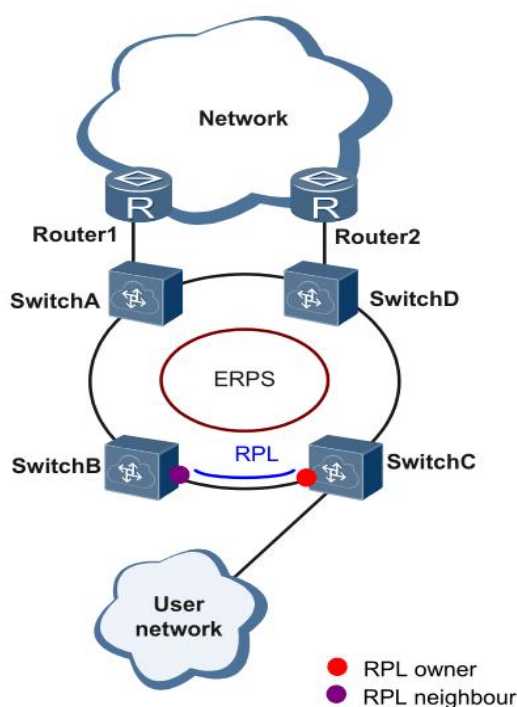 Network
R
R
Router1
Router2
SwitchA
SwitchD
ERPS
SwitchB
RPL
SwitchC
User
network
RPL owner
RPL neighbour